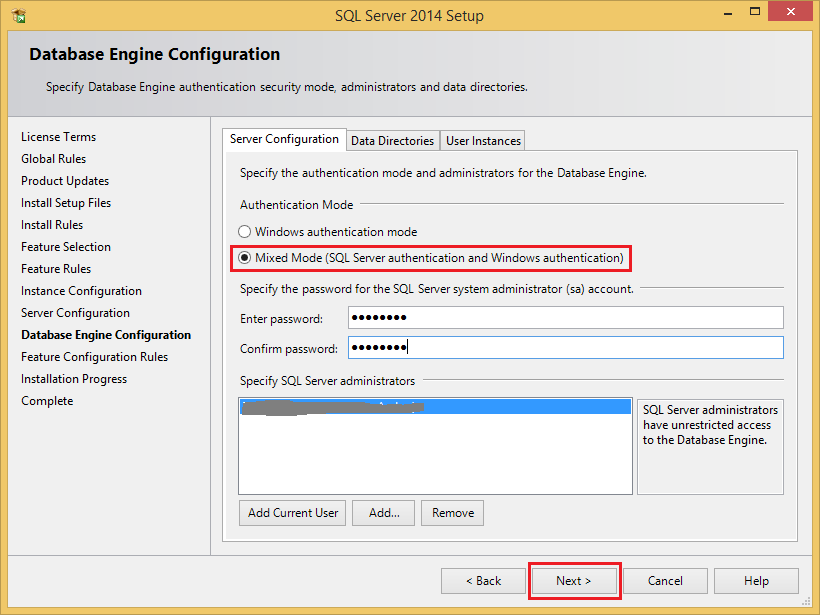 SQL Server 2014 Setup
Database Engine Configuration
Specify Database Engine authentication security mode, administrators and data directories.
License Terms
Global Rules
Product Updates
Install Setup Files
Install Rules
Feature Selection
Feature Rules
Instance Configuration
Server Configuration
Database Engine Configuration
Feature Configuration Rules
Installation Progress
Complete
Server Configuration Data Directories User Instances
Specify the authentication mode and administrators for the Database Engine.
Authentication Mode
Windows authentication mode
Mixed Mode (SQL Server authentication and Windows authentication)
Specify the password for the SQL Server system administrator (sa) account.
Enter password: ●●●●●●●●
Confirm password: ●●●●●●●●
Specify SQL Server administrators
SQL Server administrators
have unrestricted access
to the Database Engine.
Add Current User Add... Remove
< Back Next > Cancel Help